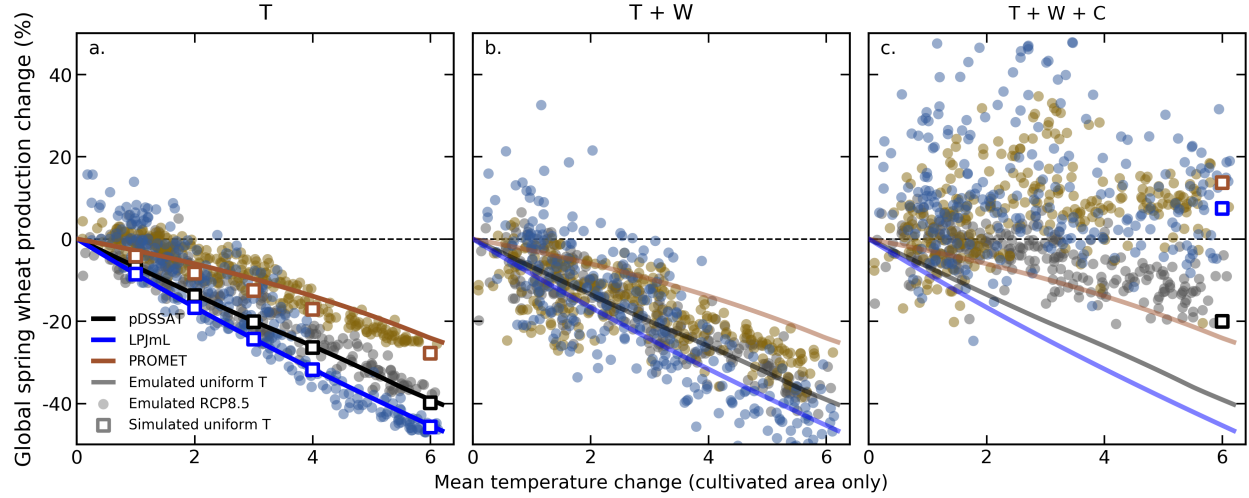 T
T + W
T + W + C
Global spring wheat production change (%)
a.
b.
c.
40
20
0
−20
−40
pDSSAT
LPJmL
PROMET
Emulated uniform T
Emulated RCP8.5
Simulated uniform T
0 2 4 6
0 2 4 6
0 2 4 6
Mean temperature change (cultivated area only)